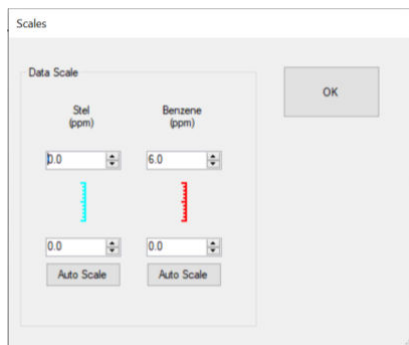 Scales
Data Scale
OK
Stel Benzene
(ppm) (ppm)
0.0 6.0
0.0 0.0
Auto Scale Auto Scale